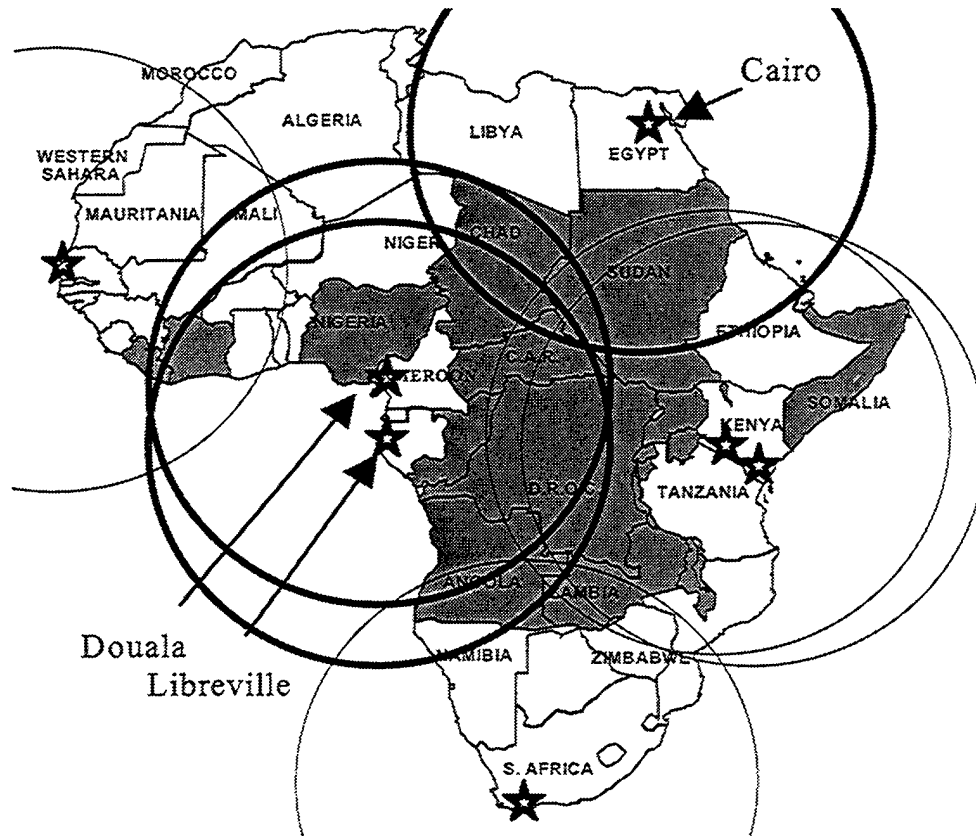 Cairo
MOROCCO
ALGERIA
LIBYA
EGYPT
WESTERN
SAHARA
MAURITANIA
MALI
NIGER
CHAD
SUDAN
NIGERIA
ETHIOPIA
C.A.R.
CAMEROON
SOMALIA
KENYA
D.R.O.C.
TANZANIA
ANGOLA
ZAMBIA
Douala
NAMIBIA
ZIMBABWE
Libreville
S. AFRICA